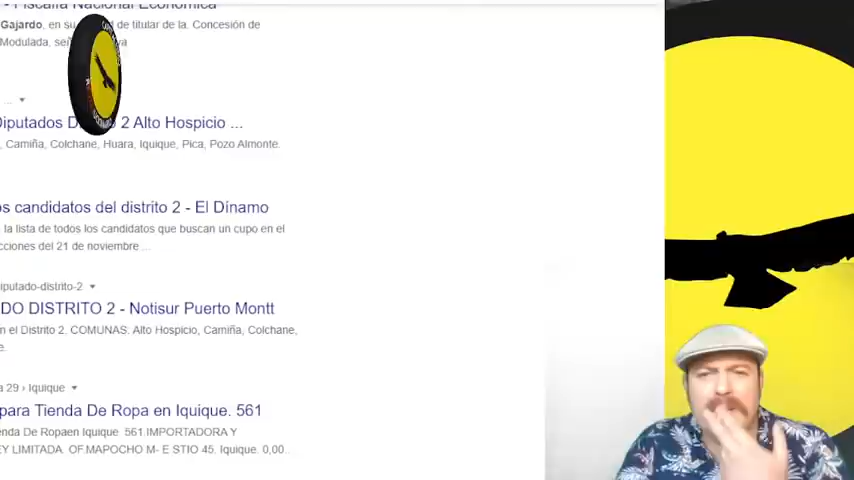 - Fiscalía Nacional Económica
Gajardo, en su de titular de la. Concesión de
Modulada, señ
... ▾
Diputados D 2 Alto Hospicio ...
, Camiña, Colchane, Huara, Iquique, Pica, Pozo Almonte.
os candidatos del distrito 2 - El Dínamo
la lista de todos los candidatos que buscan un cupo en el
cciones del 21 de noviembre ...
iputado-distrito-2 ▾
DO DISTRITO 2 - Notisur Puerto Montt
n el Distrito 2. COMUNAS: Alto Hospicio, Camiña, Colchane,
e.
a 29 › Iquique ▾
para Tienda De Ropa en Iquique. 561
enda De Ropaen Iquique 561 IMPORTADORA Y
EY LIMITADA. OF.MAPOCHO M- E STIO 45. Iquique. 0,00...